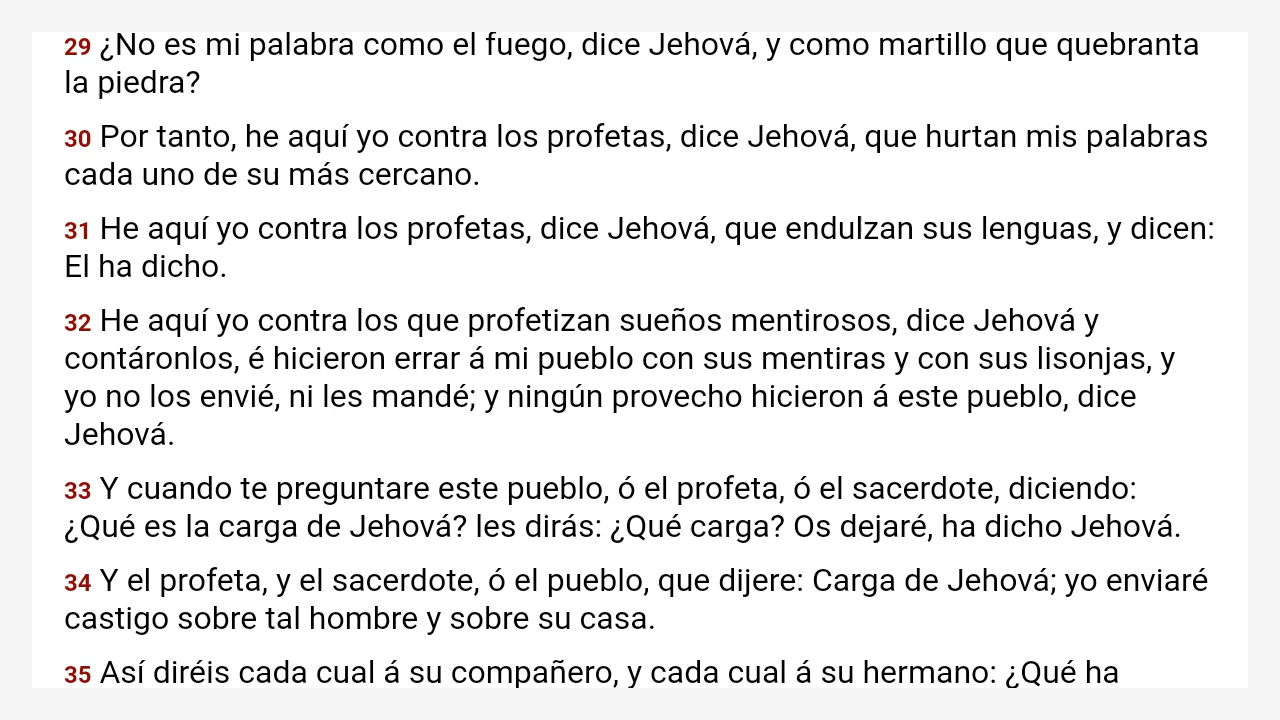 29 ¿No es mi palabra como el fuego, dice Jehová, y como martillo que quebranta
la piedra?
30 Por tanto, he aquí yo contra los profetas, dice Jehová, que hurtan mis palabras
cada uno de su más cercano.
31 He aquí yo contra los profetas, dice Jehová, que endulzan sus lenguas, y dicen:
El ha dicho.
32 He aquí yo contra los que profetizan sueños mentirosos, dice Jehová y
contáronlos, é hicieron errar á mi pueblo con sus mentiras y con sus lisonjas, y
yo no los envié, ni les mandé; y ningún provecho hicieron á este pueblo, dice
Jehová.
33 Y cuando te preguntare este pueblo, ó el profeta, ó el sacerdote, diciendo:
¿Qué es la carga de Jehová? les dirás: ¿Qué carga? Os dejaré, ha dicho Jehová.
34 Y el profeta, y el sacerdote, ó el pueblo, que dijere: Carga de Jehová; yo enviaré
castigo sobre tal hombre y sobre su casa.
35 Así diréis cada cual á su compañero, y cada cual á su hermano: ¿Qué ha